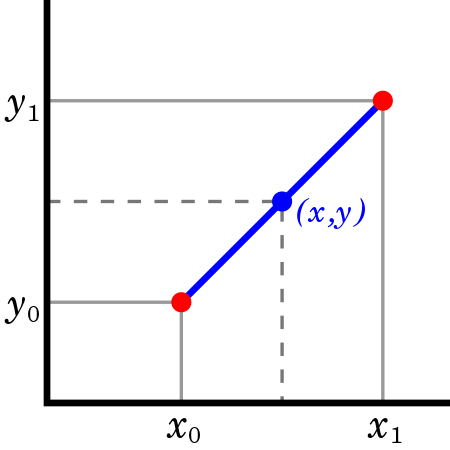 y₁
(x,y)
y₀
x₀
x₁